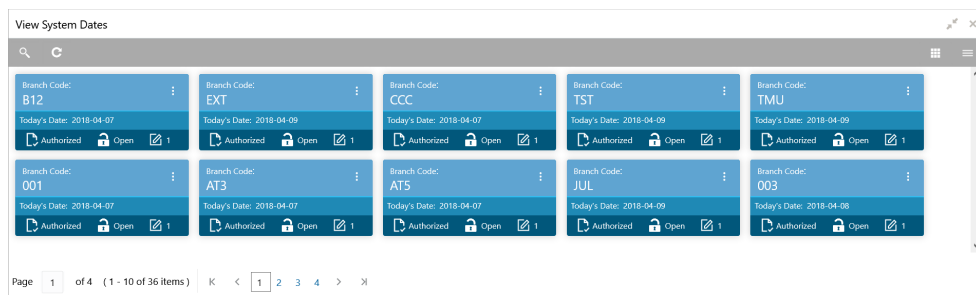 View System Dates
Branch Code: Branch Code: Branch Code: Branch Code: Branch Code:
B12 EXT CCC TST TMU
Today's Date: 2018-04-07 Today's Date: 2018-04-09 Today's Date: 2018-04-07 Today's Date: 2018-04-09 Today's Date: 2018-04-09
Authorized Open 1 Authorized Open 1 Authorized Open 1 Authorized Open 1 Authorized Open 1
Branch Code: Branch Code: Branch Code: Branch Code: Branch Code:
001 AT3 AT5 JUL 003
Today's Date: 2018-04-07 Today's Date: 2018-04-07 Today's Date: 2018-04-07 Today's Date: 2018-04-09 Today's Date: 2018-04-08
Authorized Open 1 Authorized Open 1 Authorized Open 1 Authorized Open 1 Authorized Open 1
Page 1 of 4 ( 1 - 10 of 36 items ) 1 2 3 4